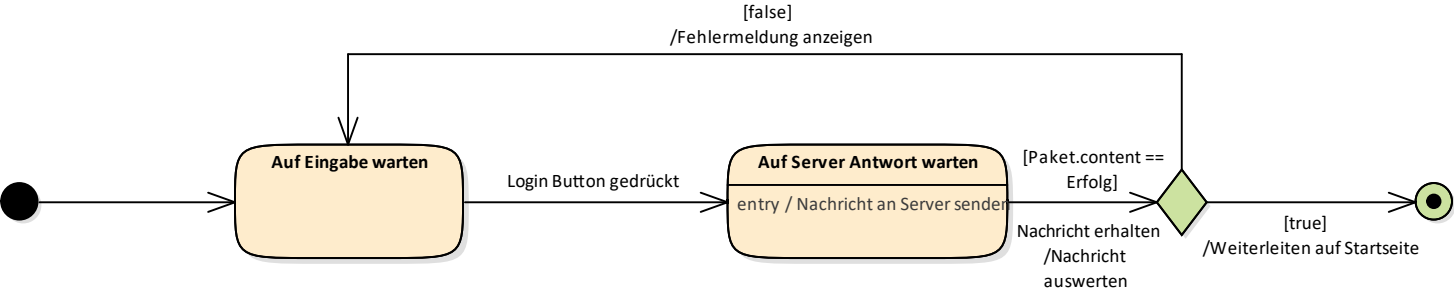 [false]
/Fehlermeldung anzeigen
Auf Eingabe warten
Login Button gedrückt
Auf Server Antwort warten
entry / Nachricht an Server senden
[Paket.content ==
Erfolg]
Nachricht erhalten
/Nachricht
auswerten
[true]
/Weiterleiten auf Startseite